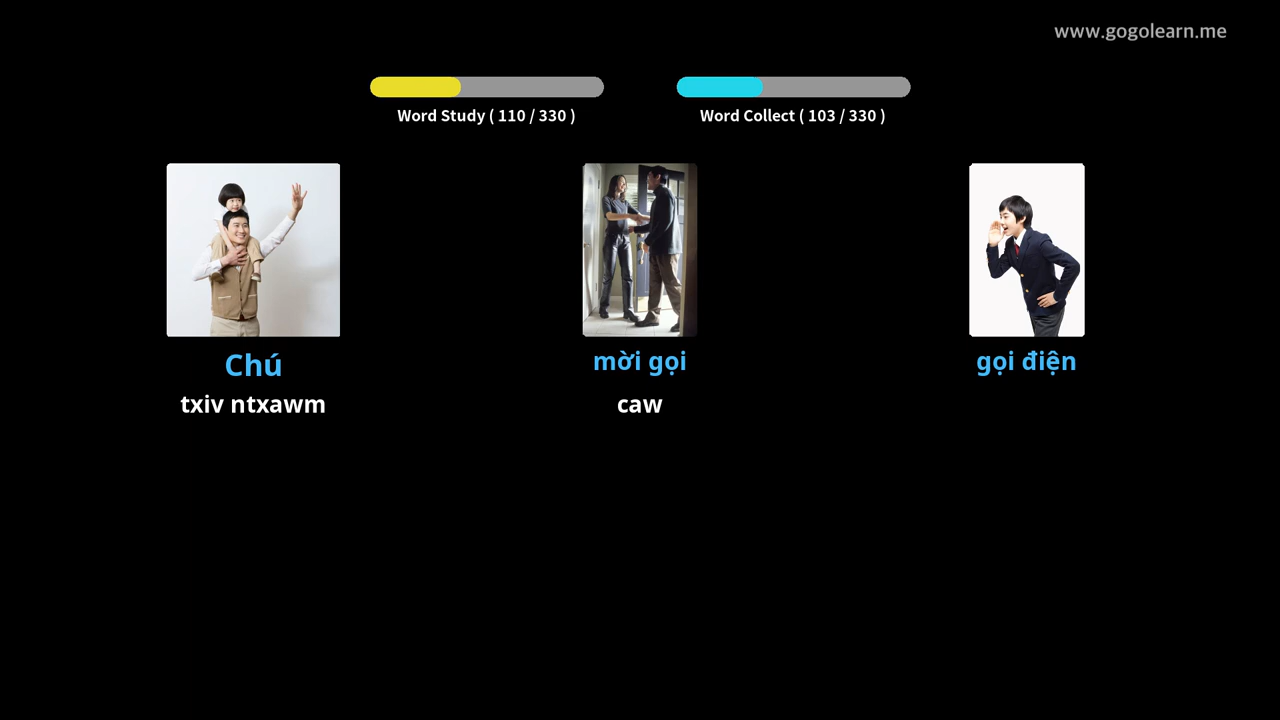 www.gogolearn.me
Word Study ( 110 / 330 )
Word Collect ( 103 / 330 )
Chú
txiv ntxawm
mời gọi
caw
gọi điện